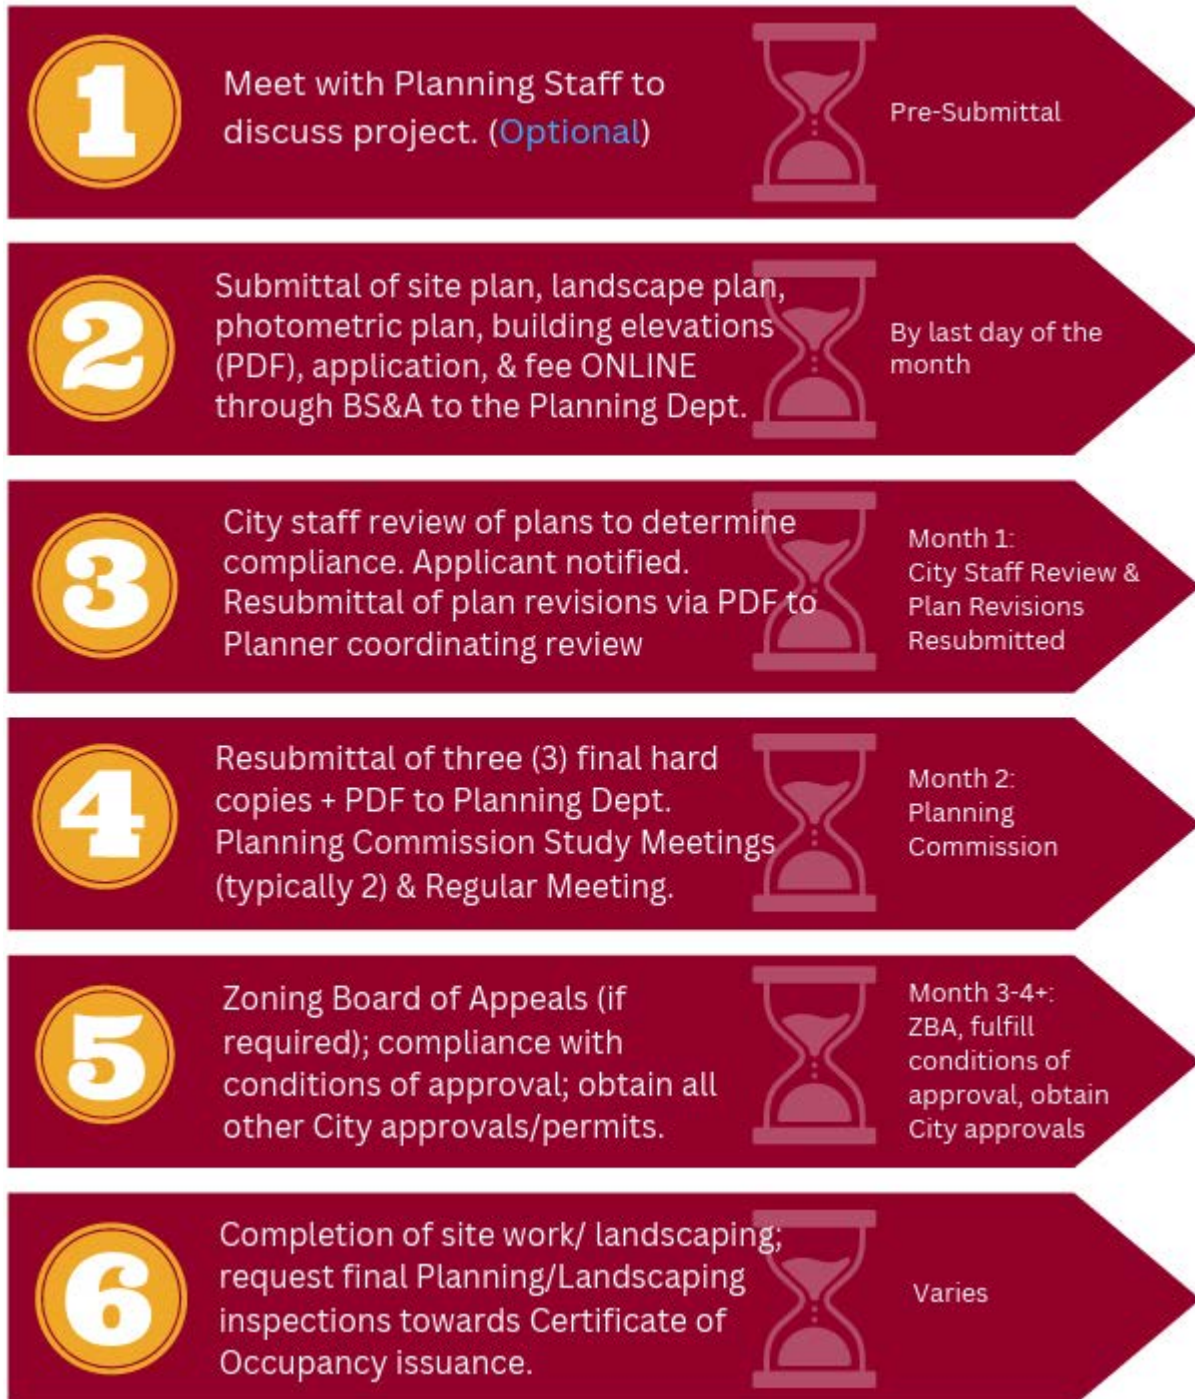 1
Meet with Planning Staff to
discuss project. (Optional)
Pre-Submittal
2
Submittal of site plan, landscape plan,
photometric plan, building elevations
(PDF), application, & fee ONLINE
through BS&A to the Planning Dept.
By last day of the
month
3
City staff review of plans to determine
compliance. Applicant notified.
Resubmittal of plan revisions via PDF to
Planner coordinating review
Month 1:
City Staff Review &
Plan Revisions
Resubmitted
4
Resubmittal of three (3) final hard
copies + PDF to Planning Dept.
Planning Commission Study Meetings
(typically 2) & Regular Meeting.
Month 2:
Planning
Commission
5
Zoning Board of Appeals (if
required); compliance with
conditions of approval; obtain all
other City approvals/permits.
Month 3-4+:
ZBA, fulfill
conditions of
approval, obtain
City approvals
6
Completion of site work/ landscaping;
request final Planning/Landscaping
inspections towards Certificate of
Occupancy issuance.
Varies